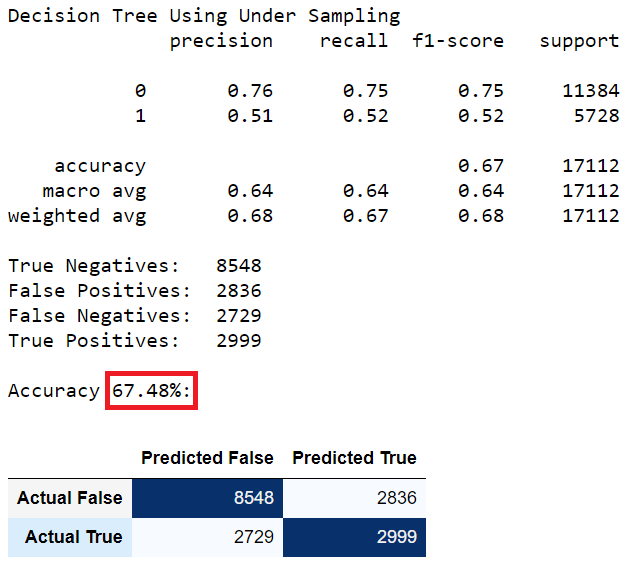 Decision Tree Using Under Sampling
precision recall f1-score support
0 0.76 0.75 0.75 11384
1 0.51 0.52 0.52 5728
accuracy 0.67 17112
macro avg 0.64 0.64 0.64 17112
weighted avg 0.68 0.67 0.68 17112
True Negatives: 8548
False Positives: 2836
False Negatives: 2729
True Positives: 2999
Accuracy 67.48%:
Predicted False Predicted True
Actual False 8548 2836
Actual True 2729 2999